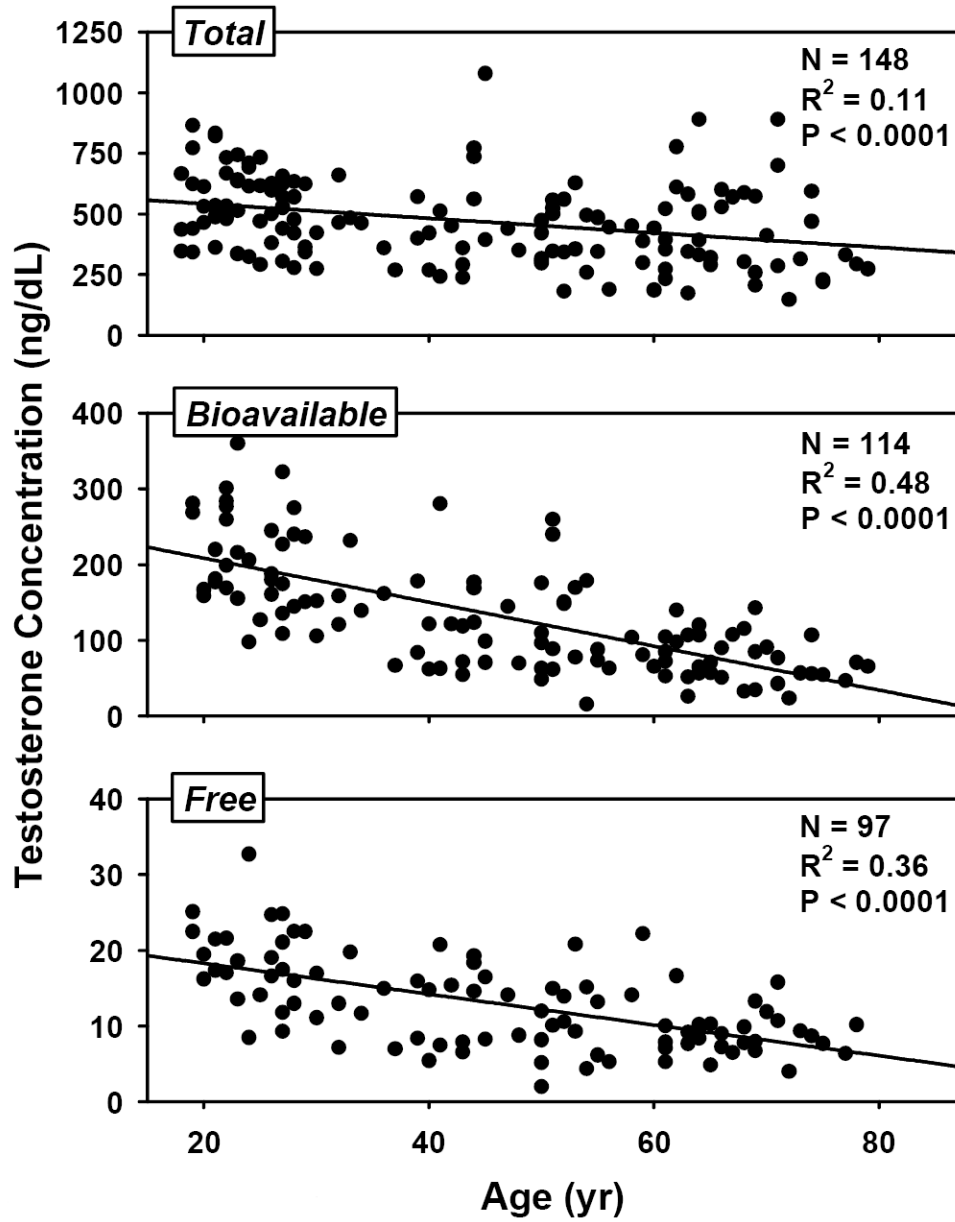 Testosterone Concentration (ng/dL)
Total
1250
1000
750
500
250
0
N = 148
R² = 0.11
P < 0.0001
Bioavailable
400
300
200
100
0
N = 114
R² = 0.48
P < 0.0001
Free
40
30
20
10
0
N = 97
R² = 0.36
P < 0.0001
20 40 60 80
Age (yr)